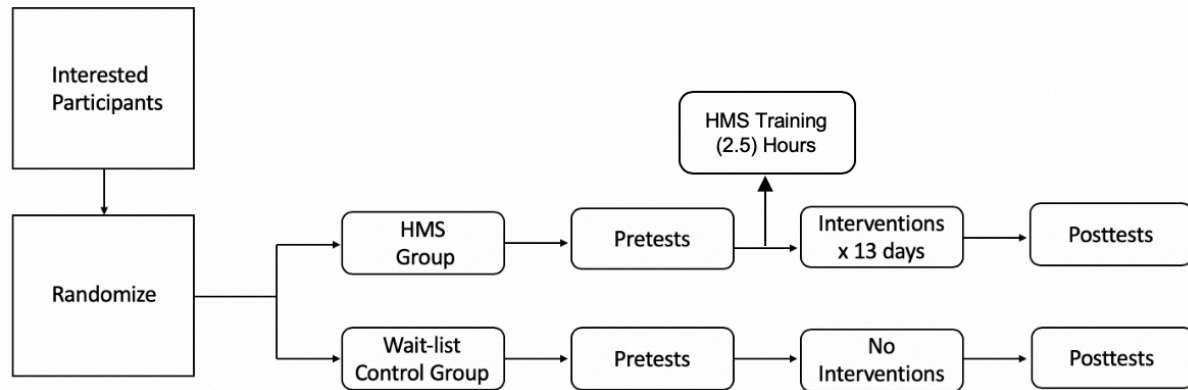 Interested
Participants
HMS Training
(2.5) Hours
HMS
Group
Pretests
Interventions
x 13 days
Posttests
Randomize
Wait-list
Control Group
Pretests
No
Interventions
Posttests